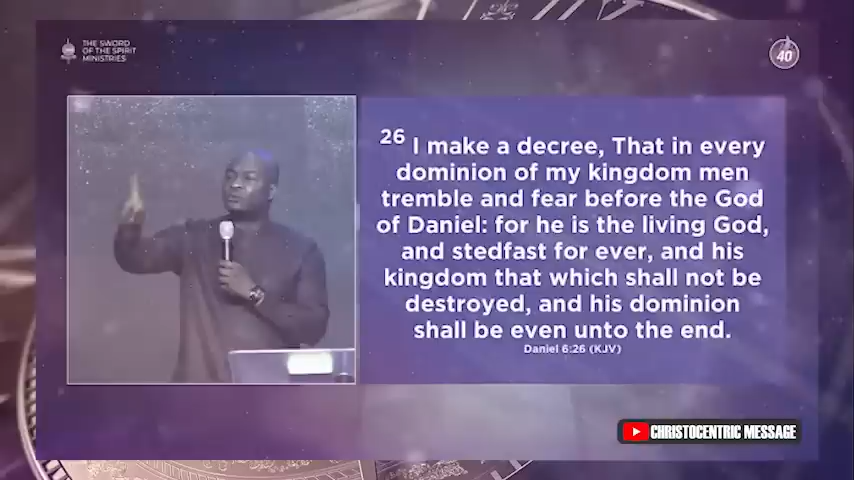 THE SWORD
OF THE SPIRIT
MINISTRIES
40
26 I make a decree, That in every
dominion of my kingdom men
tremble and fear before the God
of Daniel: for he is the living God,
and stedfast for ever, and his
kingdom that which shall not be
destroyed, and his dominion
shall be even unto the end.
Daniel 6:26 (KJV)
CHRISTOCENTRIC MESSAGE